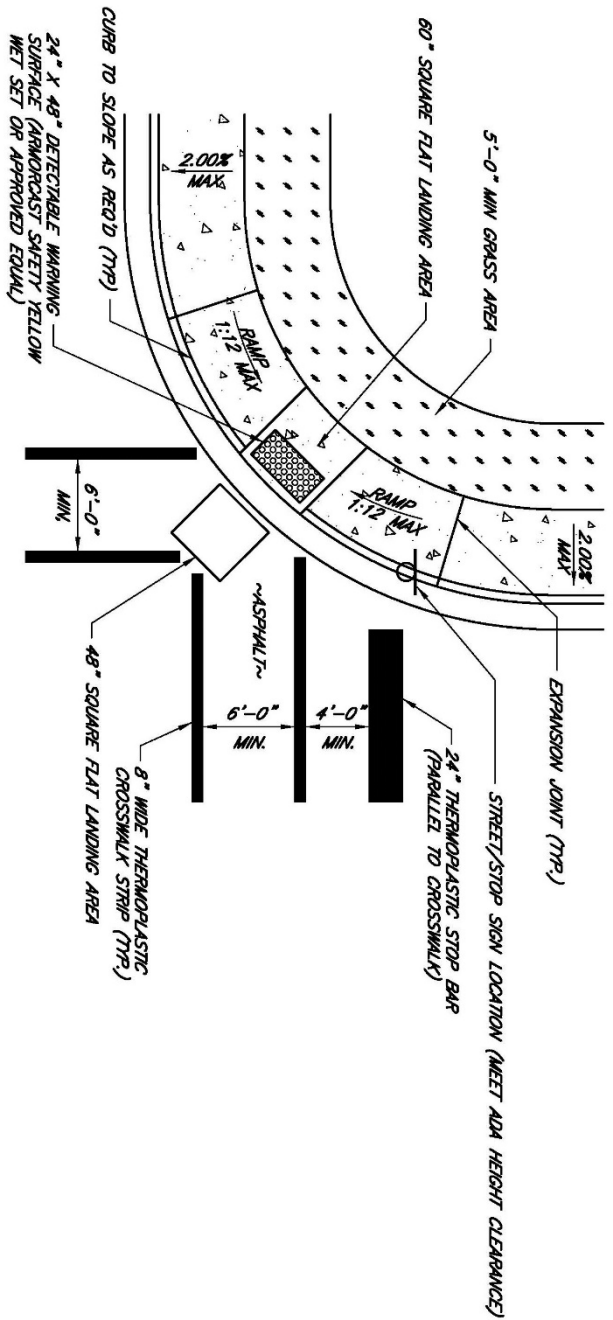 5'-0" MIN GRASS AREA
60" SQUARE FLAT LANDING AREA
CURB TO SLOPE AS REQ'D (TYP.)
24" X 48" DETECTABLE WARNING
SURFACE (ARMORCAST SAFETY YELLOW
WET SET OR APPROVED EQUAL)
2.00%
MAX.
RAMP
1:12 MAX
RAMP
1:12 MAX
2.00%
MAX
EXPANSION JOINT (TYP.)
STREET/STOP SIGN LOCATION (MEET ADA HEIGHT CLEARANCE)
24" THERMOPLASTIC STOP BAR
(PARALLEL TO CROSSWALK)
4'-0"
MIN.
6'-0"
MIN.
~ASPHALT~
6'-0"
MIN.
8" WIDE THERMOPLASTIC
CROSSWALK STRIP (TYP.)
48" SQUARE FLAT LANDING AREA